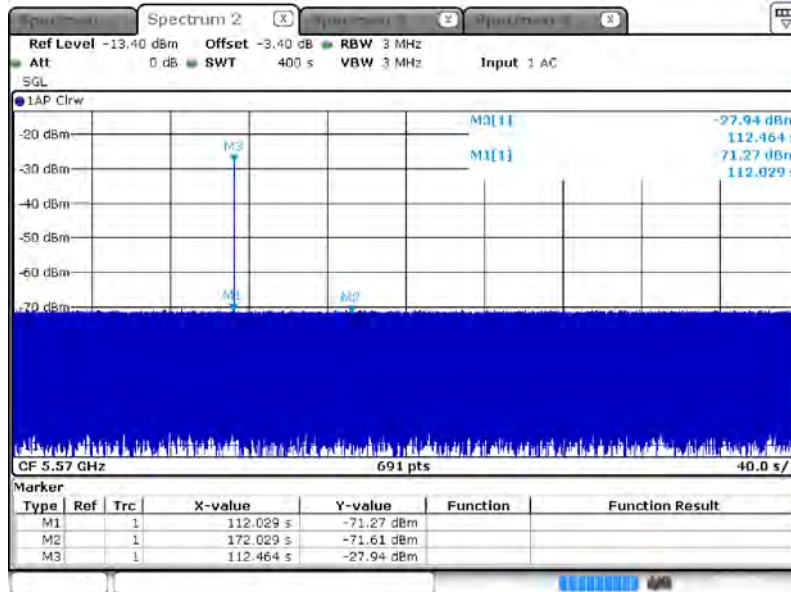 Spectrum 2 X X X
Ref Level -13.40 dBm Offset -3.40 dB RBW 3 MHz
Att 0 dB SWT 400 s VBW 3 MHz Input 1 AC
SGL
1AP Clrw
M3[1] -27.94 dBm
112.464 s
M1[1] -71.27 dBm
112.029 s
-20 dBm
M3
-30 dBm
-40 dBm
-50 dBm
-60 dBm
M1 M2
-70 dBm
CF 5.57 GHz 691 pts 40.0 s/
Marker
Type Ref Trc X-value Y-value Function Function Result
M1 1 112.029 s -71.27 dBm
M2 1 172.029 s -71.61 dBm
M3 1 112.464 s -27.94 dBm